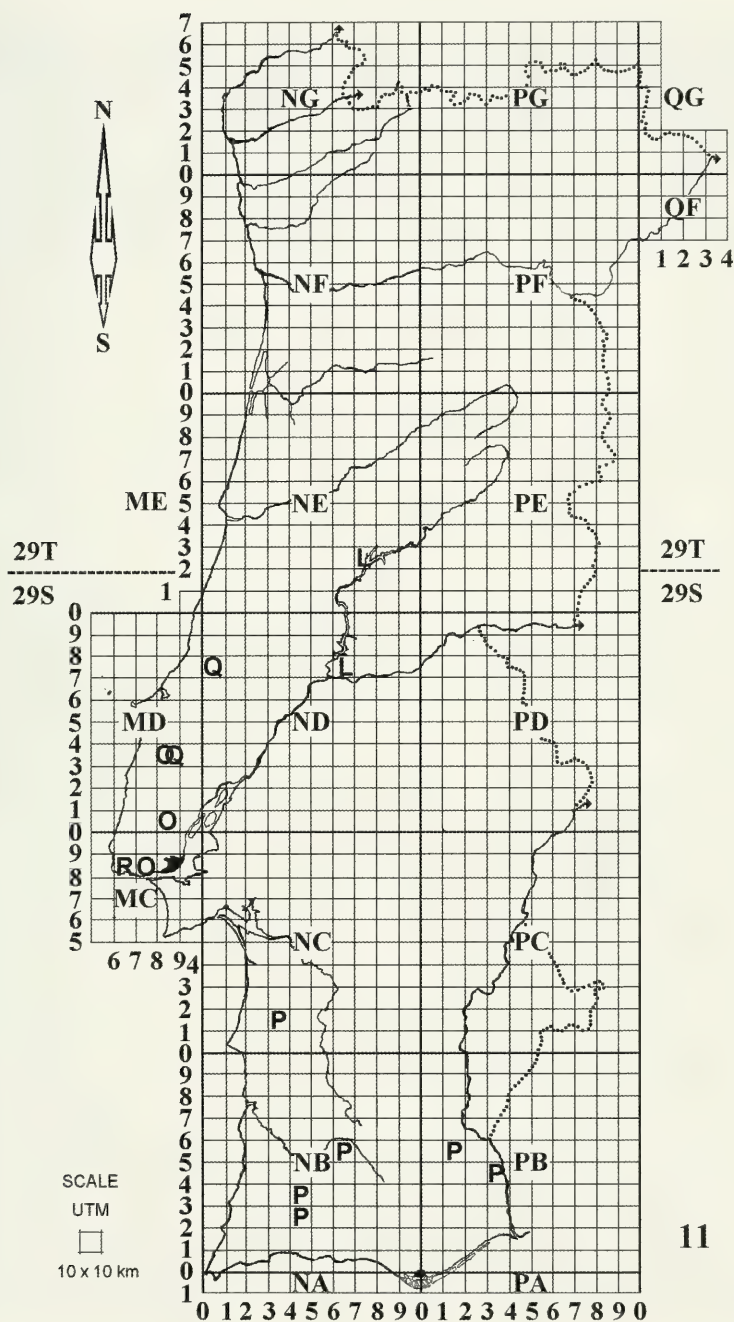 7
6
5
4
NG PG QG
N
3
2
1
0
9
QF
8
7
1 2 3 4
6
5 NF PF
4
3
S
2
1
0
9
8
7
6
ME 5 NE PE
4
3
29T L 29T
2
29S 1 29S
0
9
8
Q L
7
6
5 MD ND PD
4
O Q
3
2
1
O
0
9
R O
8
7 MC
6
5 NC PC
6 7 8 9 4
3
2
P
1
0
9
8
7
6
P P
5 NB PB
P
4
SCALE
P
3
UTM
P
2
11
1
10 x 10 km
0 NA PA
0 1 2 3 4 5 6 7 8 9 0 1 2 3 4 5 6 7 8 9 0